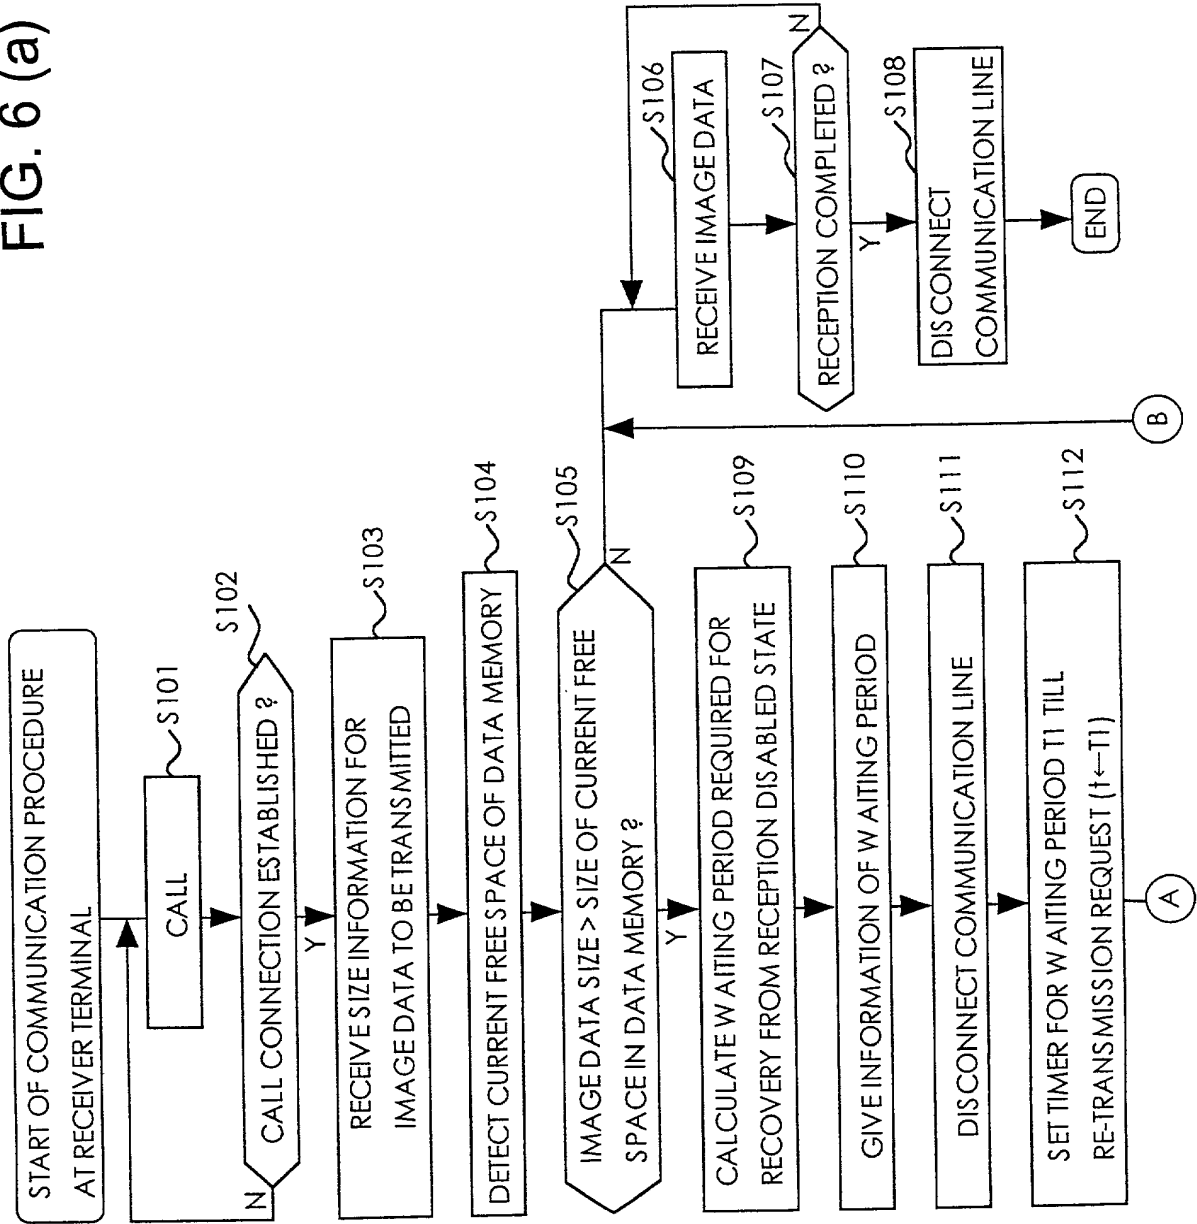 FIG. 6 (a)
START OF COMMUNICATION PROCEDURE
AT RECEIVER TERMINAL
CALL
S101
CALL CONNECTION ESTABLISHED ?
S102
N
Y
RECEIVE SIZE INFORMATION FOR
IMAGE DATA TO BE TRANSMITTED
S103
DETECT CURRENT FREE SPACE OF DATA MEMORY
S104
IMAGE DATA SIZE > SIZE OF CURRENT FREE
SPACE IN DATA MEMORY ?
S105
N
Y
CALCULATE WAITING PERIOD REQUIRED FOR
RECOVERY FROM RECEPTION DISABLED STATE
S109
GIVE INFORMATION OF WAITING PERIOD
S110
DISCONNECT COMMUNICATION LINE
S111
SET TIMER FOR WAITING PERIOD T1 TILL
RE-TRANSMISSION REQUEST (t←T1)
S112
A
RECEIVE IMAGE DATA
S106
RECEPTION COMPLETED ?
S107
N
Y
DISCONNECT
COMMUNICATION LINE
S108
END
B